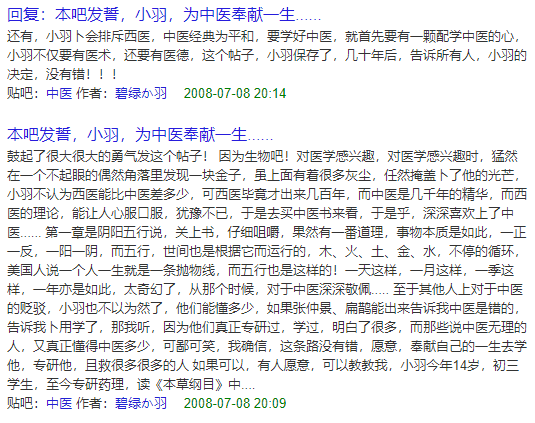 回复：本吧发誓，小羽，为中医奉献一生......
还有，小羽卜会排斥西医，中医经典为平和，要学好中医，就首先要有一颗配学中医的心，
小羽不仅要有医术，还要有医德，这个帖子，小羽保存了，几十年后，告诉所有人，小羽的
决定，没有错！！！
贴吧：中医 作者：碧绿か羽 2008-07-08 20:14
本吧发誓，小羽，为中医奉献一生......
鼓起了很大很大的勇气发这个帖子！ 因为生物吧！对医学感兴趣，对医学感兴趣时，猛然
在一个不起眼的偶然角落里发现一块金子，虽上面有着很多灰尘，任然掩盖卜了他的光芒，
小羽不认为西医能比中医差多少，可西医毕竟才出来几百年，而中医是几千年的精华，而西
医的理论，能让人心服口服，犹豫不已，于是去买中医书来看，于是乎，深深喜欢上了中
医...... 第一章是阴阳五行说，关上书，仔细咀嚼，果然有一番道理，事物本质是如此，一正
一反，一阳一阴，而五行，世间也是根据它而运行的，木、火、土、金、水，不停的循环，
美国人说一个人一生就是一条抛物线，而五行也是这样的！一天这样，一月这样，一季这
样，一年亦是如此，太奇幻了，从那个时候，对于中医深深敬佩..... 至于其他人上对于中医
的贬驳，小羽也不以为然了，他们能懂多少，如果张仲景、扁鹊能出来告诉我中医是错的，
告诉我卜用学了，那我听，因为他们真正专研过，学过，明白了很多，而那些说中医无理的
人，又真正懂得中医多少，可鄙可笑，我确信，这条路没有错，愿意，奉献自己的一生去学
他，专研他，且救很多很多的人 如果可以，有人愿意，可以教教我，小羽今年14岁，初三
学生，至今专研药理，读《本草纲目》中....
贴吧：中医 作者：碧绿か羽 2008-07-08 20:09